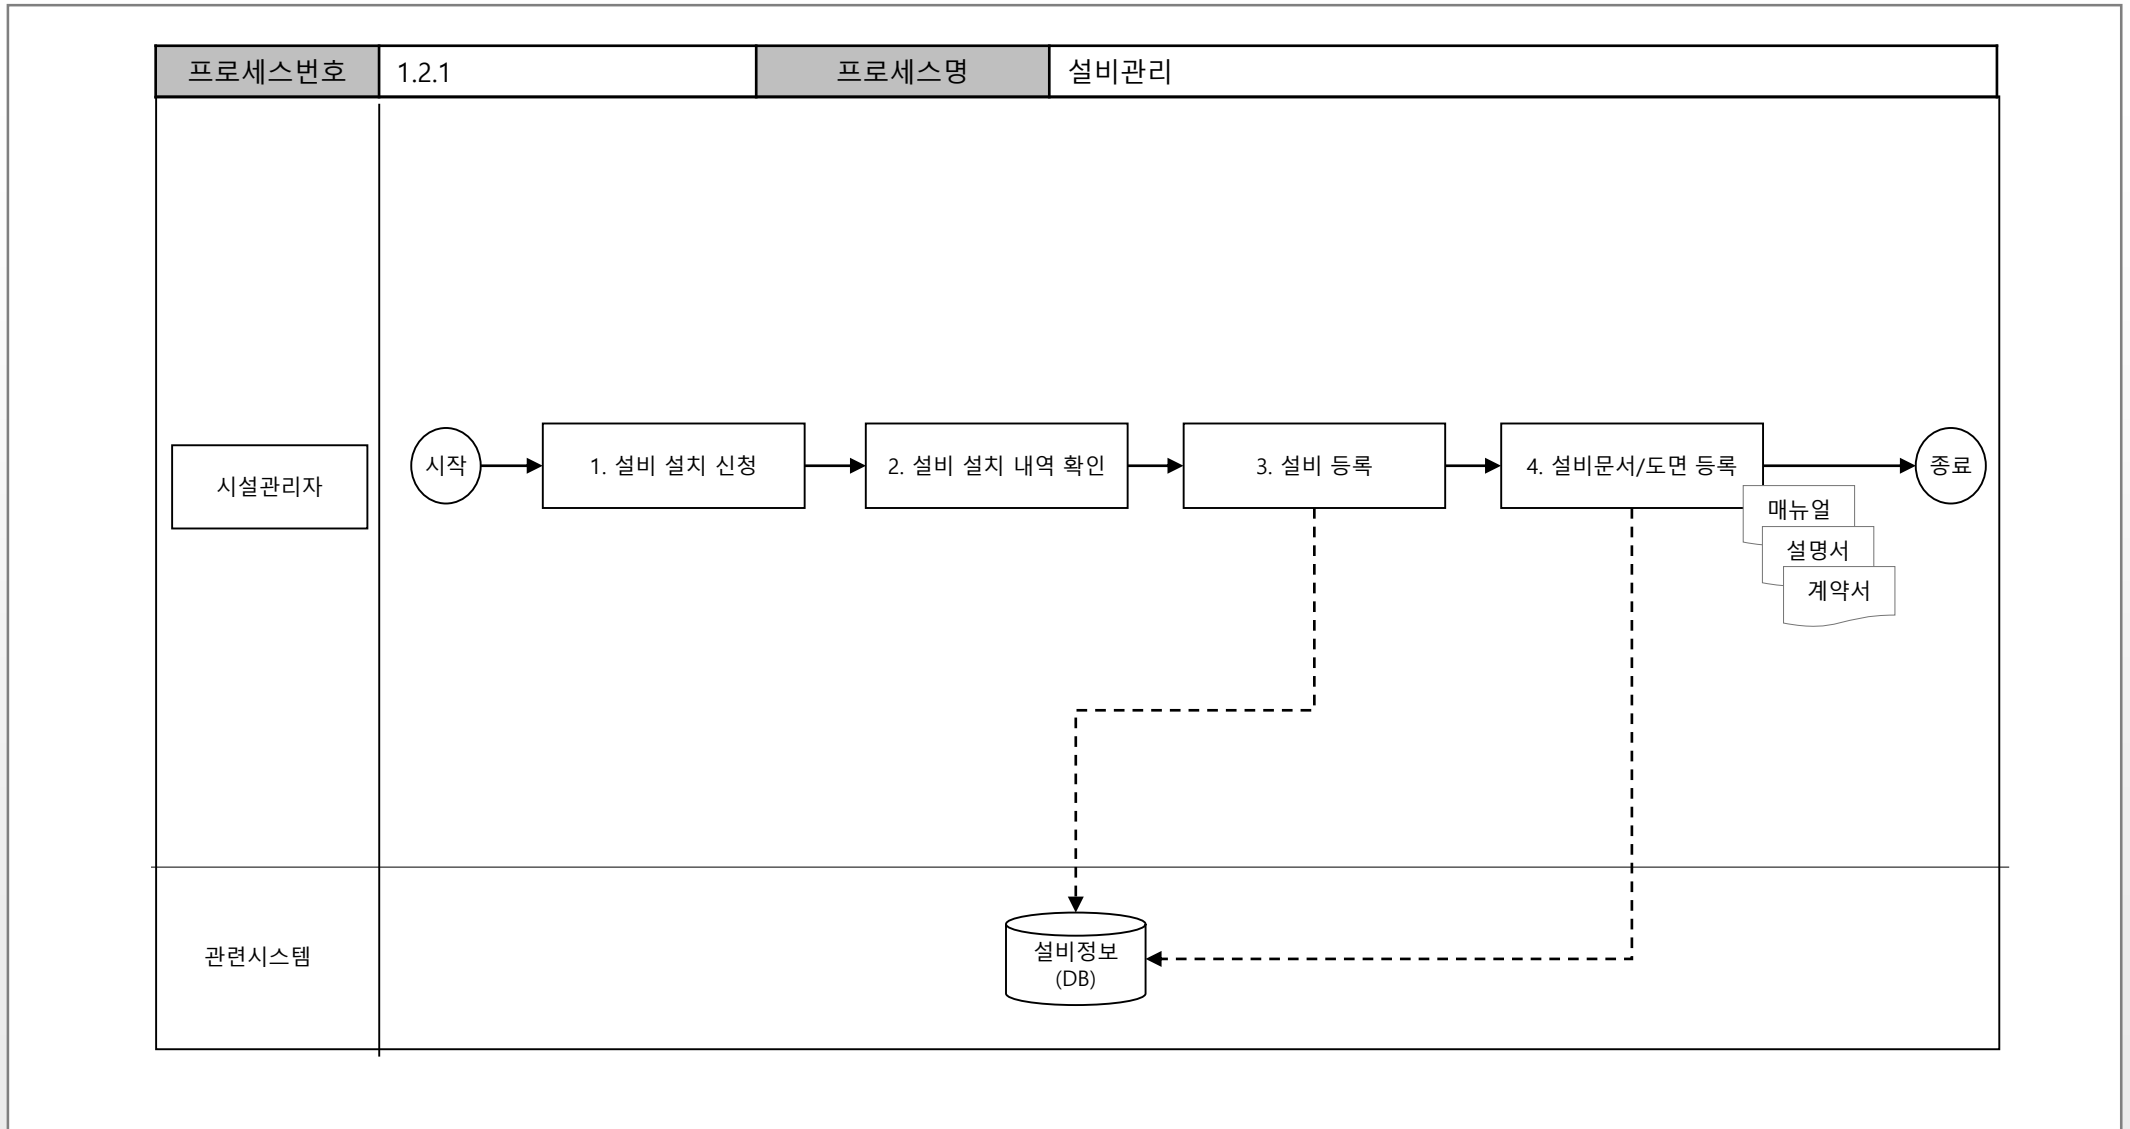 프로세스번호
1.2.1
프로세스명
설비관리
시설관리자
시작
1. 설비 설치 신청
2. 설비 설치 내역 확인
3. 설비 등록
4. 설비문서/도면 등록
종료
매뉴얼
설명서
계약서
관련시스템
설비정보
(DB)